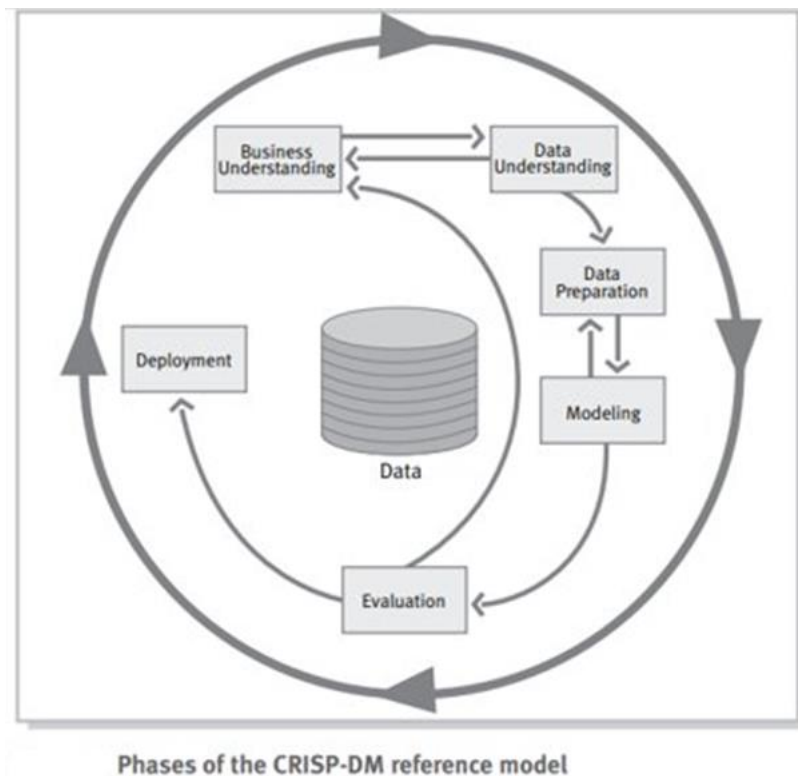 Business
Understanding
Data
Understanding
Data
Preparation
Deployment
Modeling
Data
Evaluation
Phases of the CRISP-DM reference model